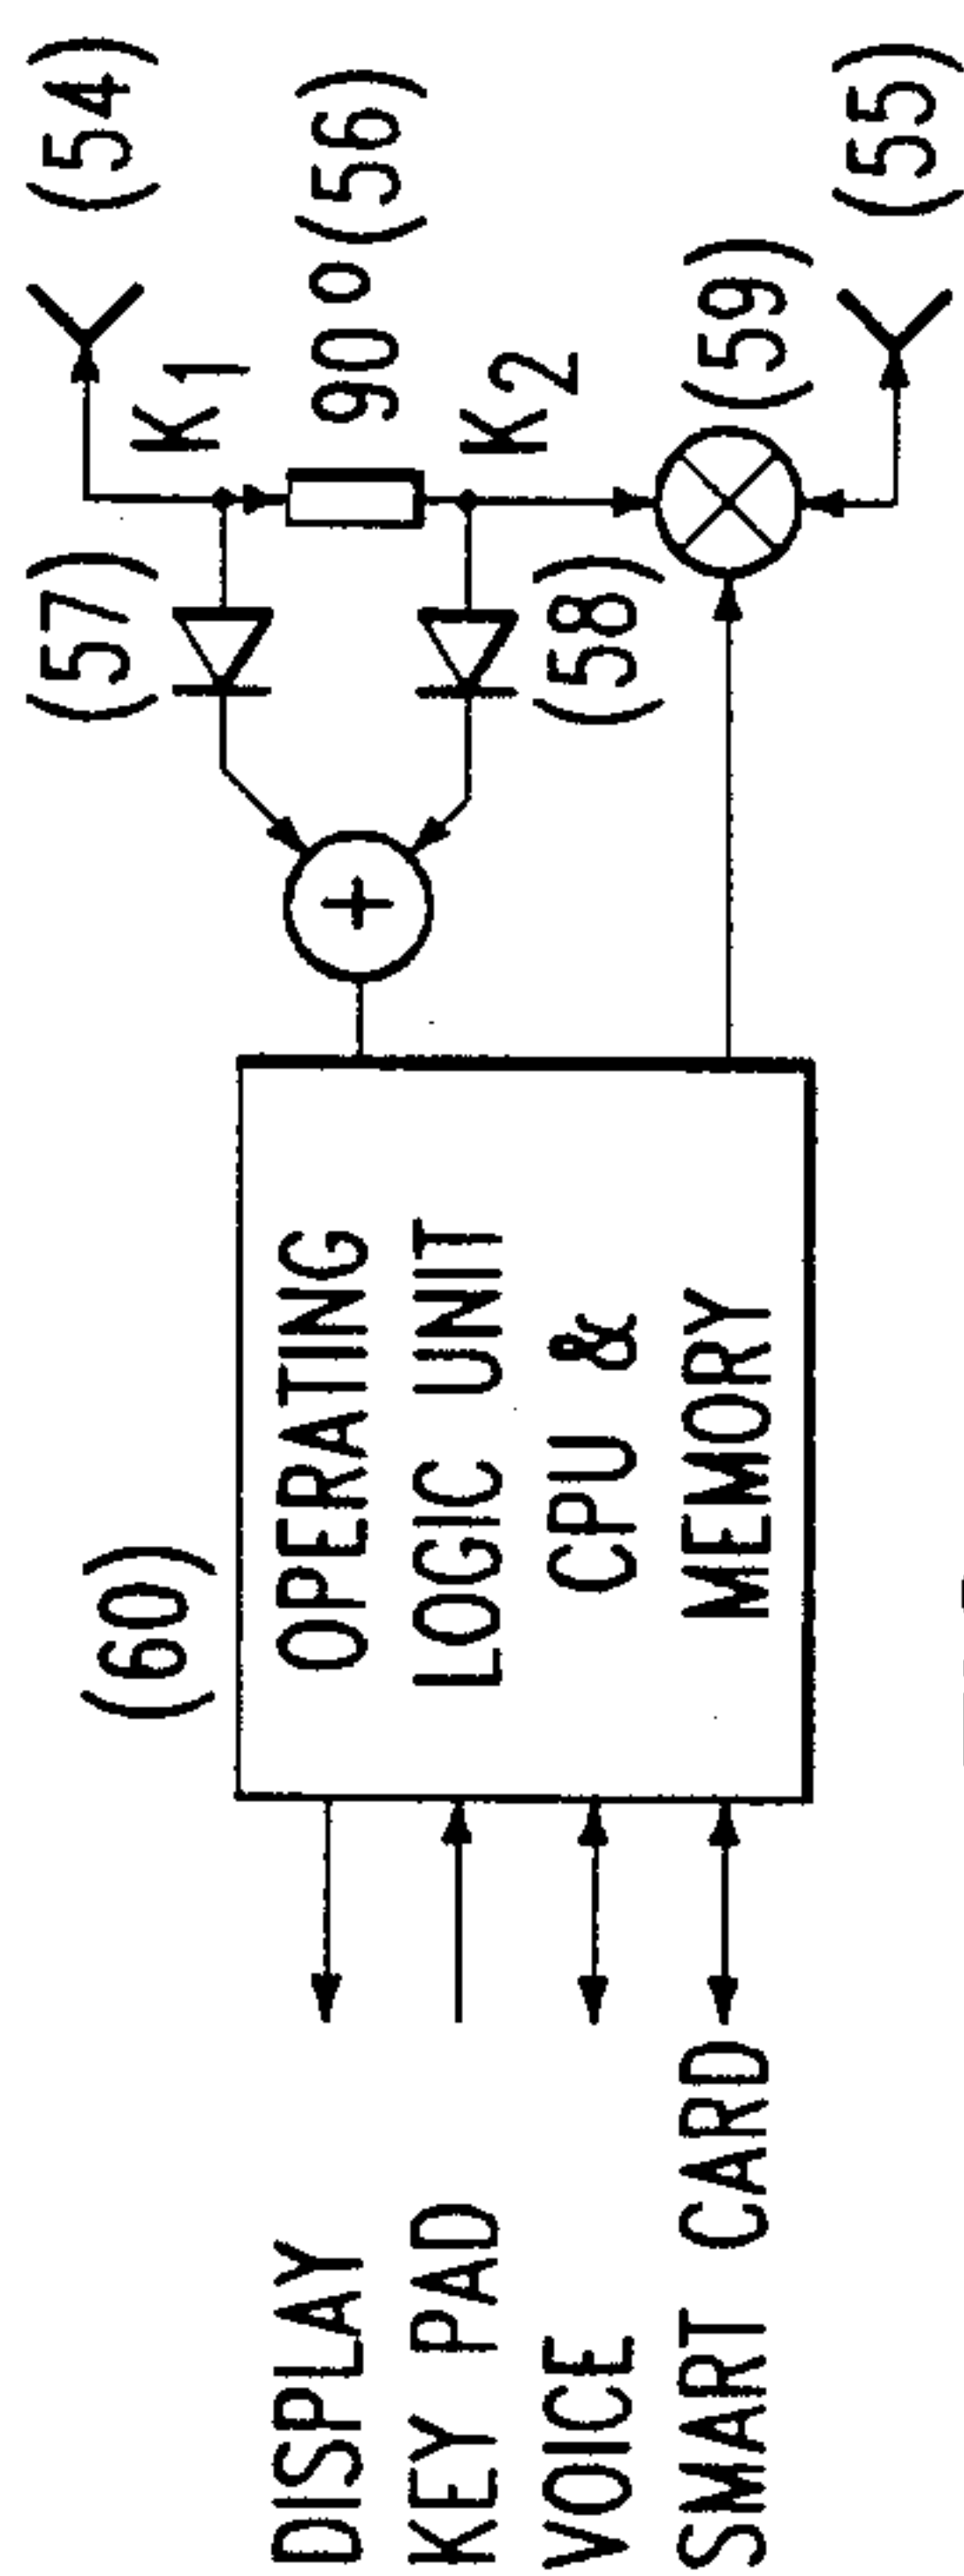 DISPLAY
KEY PAD
VOICE
SMART CARD
(60)
OPERATING
LOGIC UNIT
CPU &
MEMORY
+
(57)
(58)
K1
90° (56)
K2
(59)
(54)
(55)